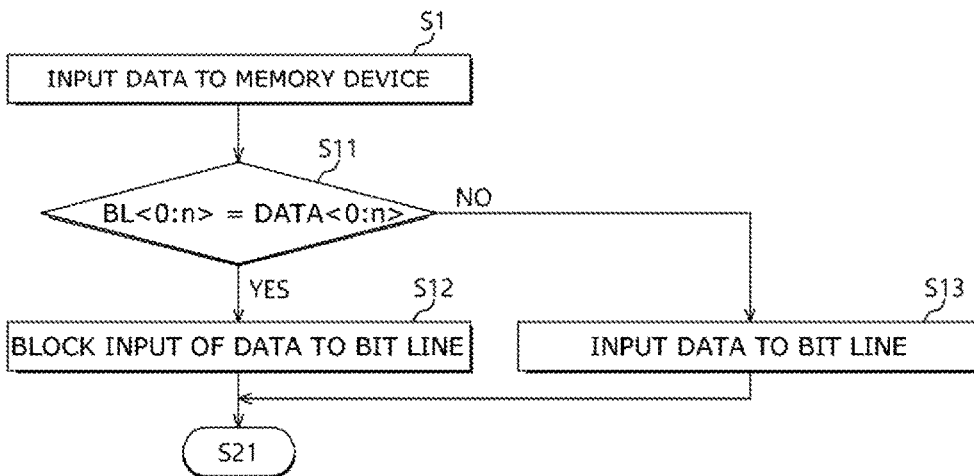 S1
INPUT DATA TO MEMORY DEVICE
S11
BL<0:n> = DATA<0:n>
NO
YES
S12
BLOCK INPUT OF DATA TO BIT LINE
S13
INPUT DATA TO BIT LINE
S21